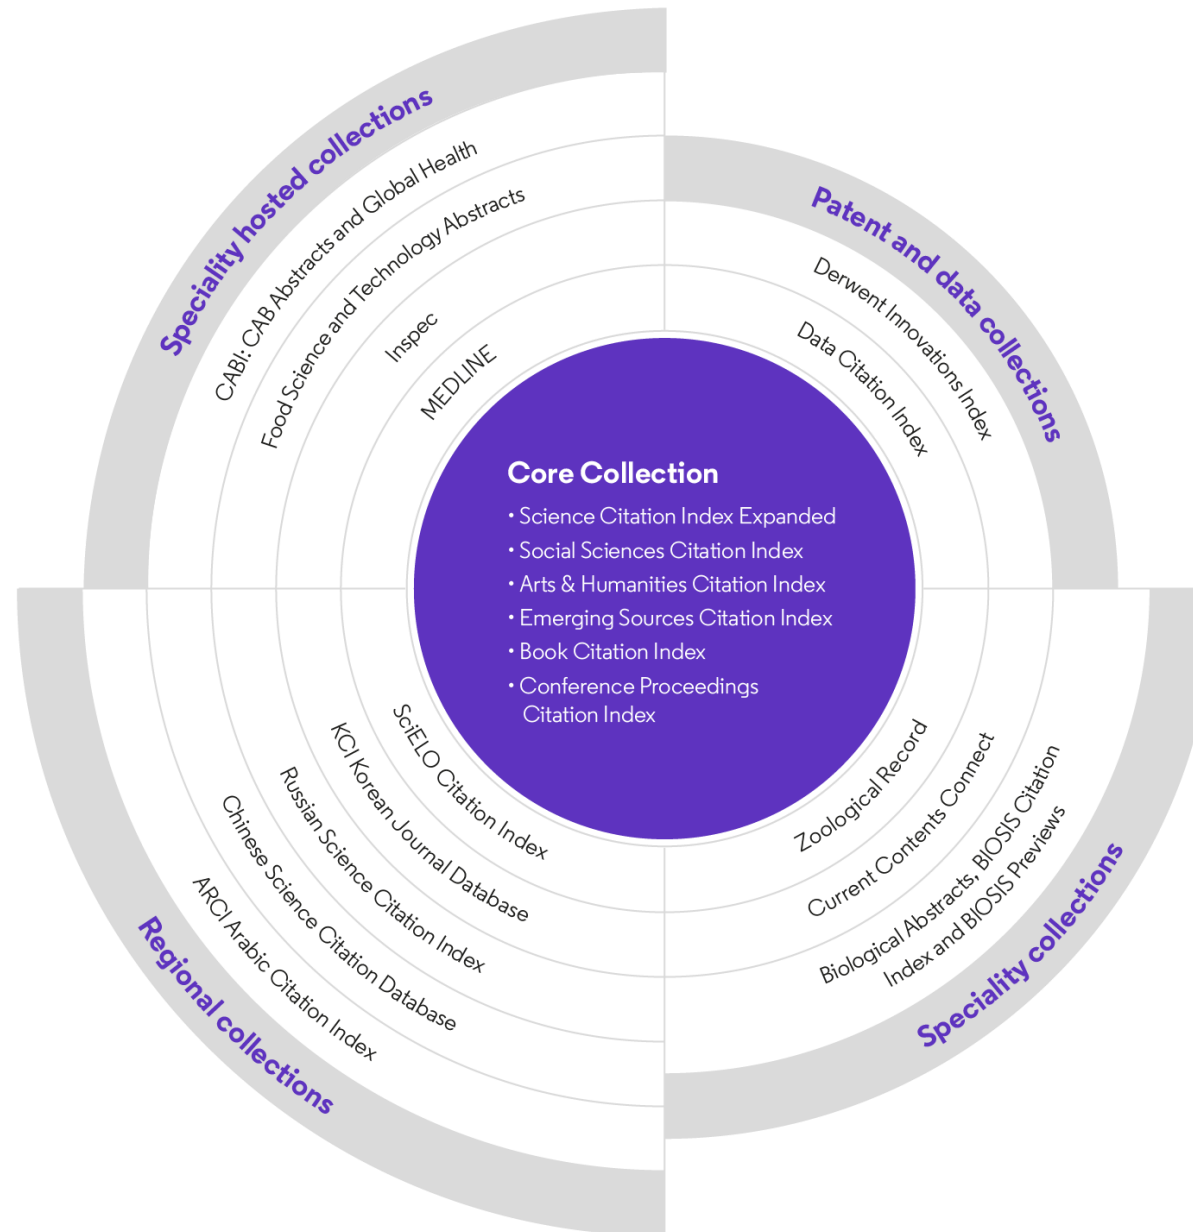 Speciality hosted collections
CABI: CAB Abstracts and Global Health
Food Science and Technology Abstracts
Inspec
MEDLINE
Patent and data collections
Derwent Innovations Index
Data Citation Index
Core Collection
• Science Citation Index Expanded
• Social Sciences Citation Index
• Arts & Humanities Citation Index
• Emerging Sources Citation Index
• Book Citation Index
• Conference Proceedings
Citation Index
SciELO Citation Index
KCI Korean Journal Database
Russian Science Citation Index
Chinese Science Citation Database
ARCI Arabic Citation Index
Regional collections
Zoological Record
Current Contents Connect
Biological Abstracts, BIOSIS Citation
Index and BIOSIS Previews
Speciality collections